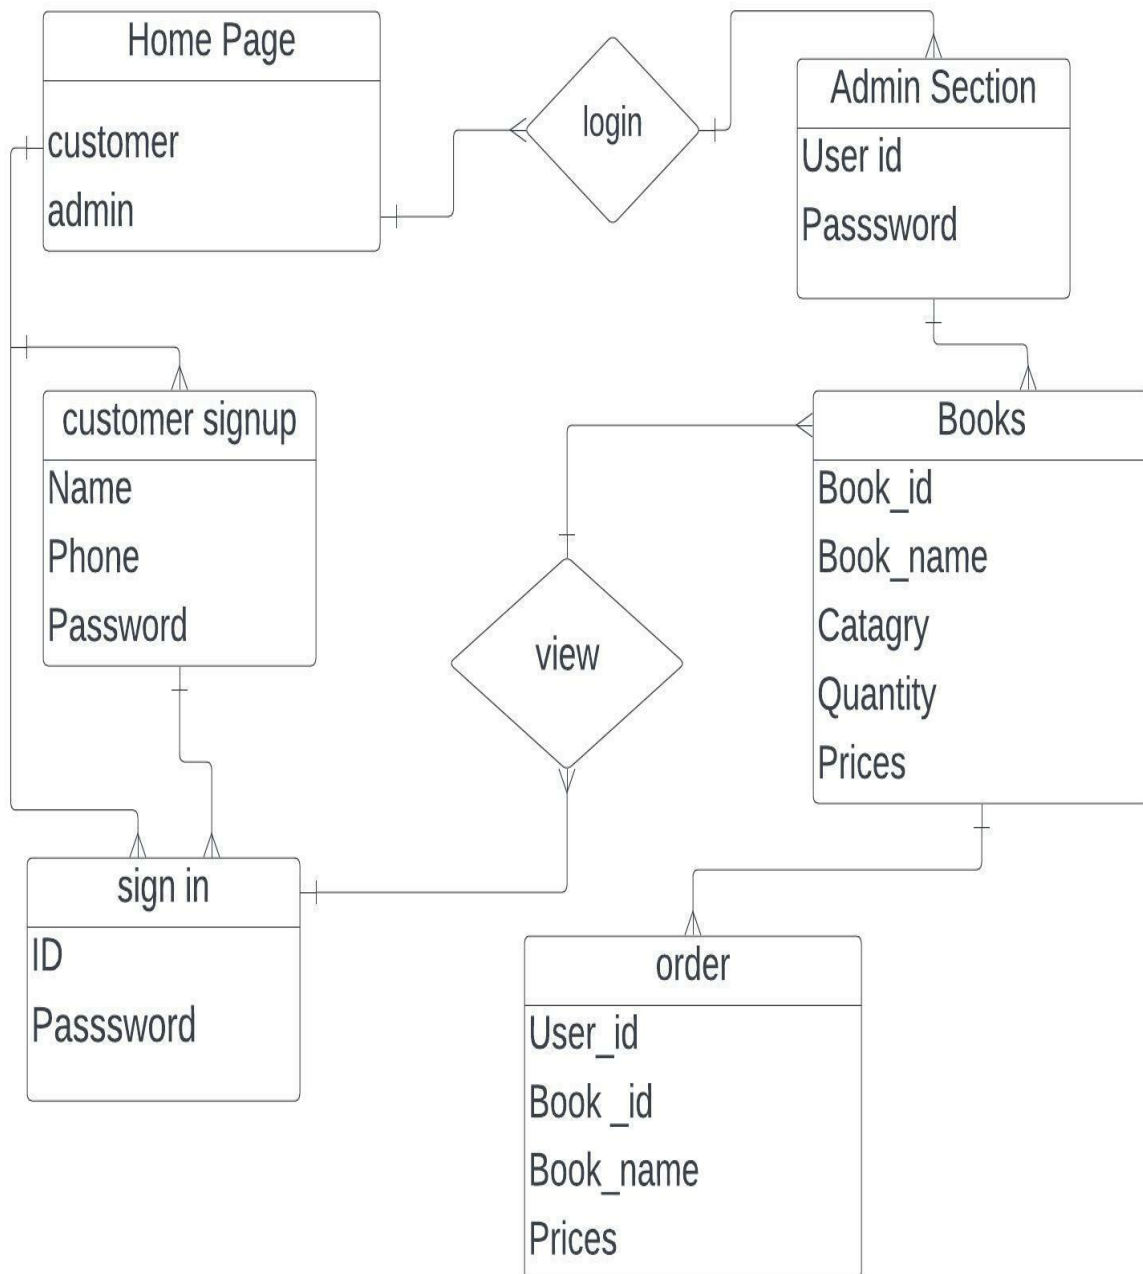 Home Page
customer
admin
login
Admin Section
User id
Passsword
customer signup
Name
Phone
Password
Books
Book_id
Book_name
Catagry
Quantity
Prices
view
sign in
ID
Passsword
order
User_id
Book _id
Book_name
Prices